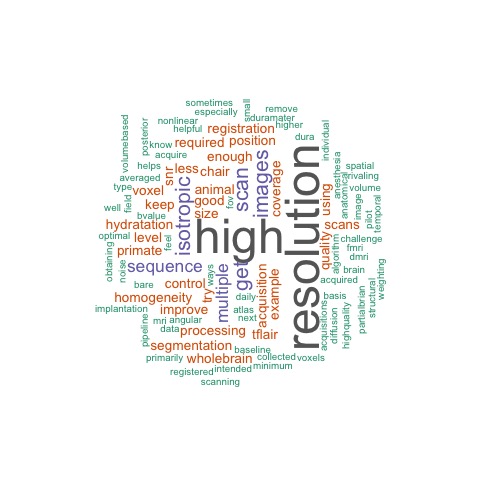 sometimes
especially
small
remove
duramater
higher
nonlinear
helpful
registration
dura
individual
volumebased
posterior
know
acquire
required
position
enough
helps
snr
less
chair
images
scan
coverage
anesthesia
spatial
rivaling
averaged
type
voxel
isotropic
animal
good
size
fov
resolution
using
anatomical
image
volume
temporal
well
field
bvalue
keep
hydratation
feel
high
scans
pilot
optimal
level
primate
quality
algorithm
challenge
fmri
dmri
obtaining
noise
sequence
multiple
ways
get
acquisition
example
brain
acquired
weighting
bare
control
try
daily
homogeneity
atlas
next
acquisitions
basis
diffusion
highquality
partialbrian
structural
implantation
improve
pipeline
mri
angular
data
processing
tflair
segmentation
baseline
primarily
wholebrain
collected
voxels
registered
intended
minimum
scanning